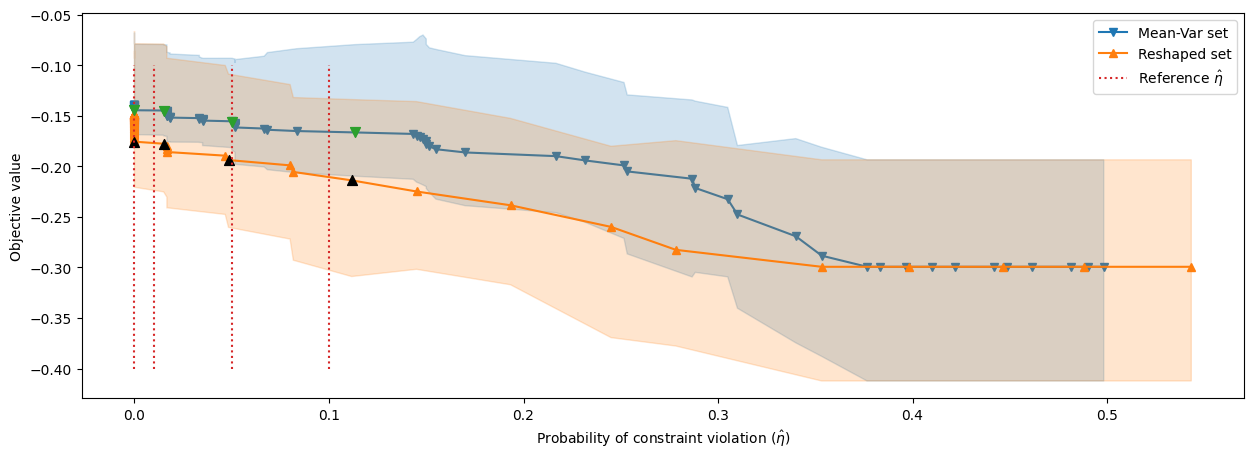 −0.05
−0.10
−0.15
−0.20
−0.25
−0.30
−0.35
−0.40
Objective value
Mean-Var set
Reshaped set
Reference η̂
0.0 0.1 0.2 0.3 0.4 0.5
Probability of constraint violation (η̂)